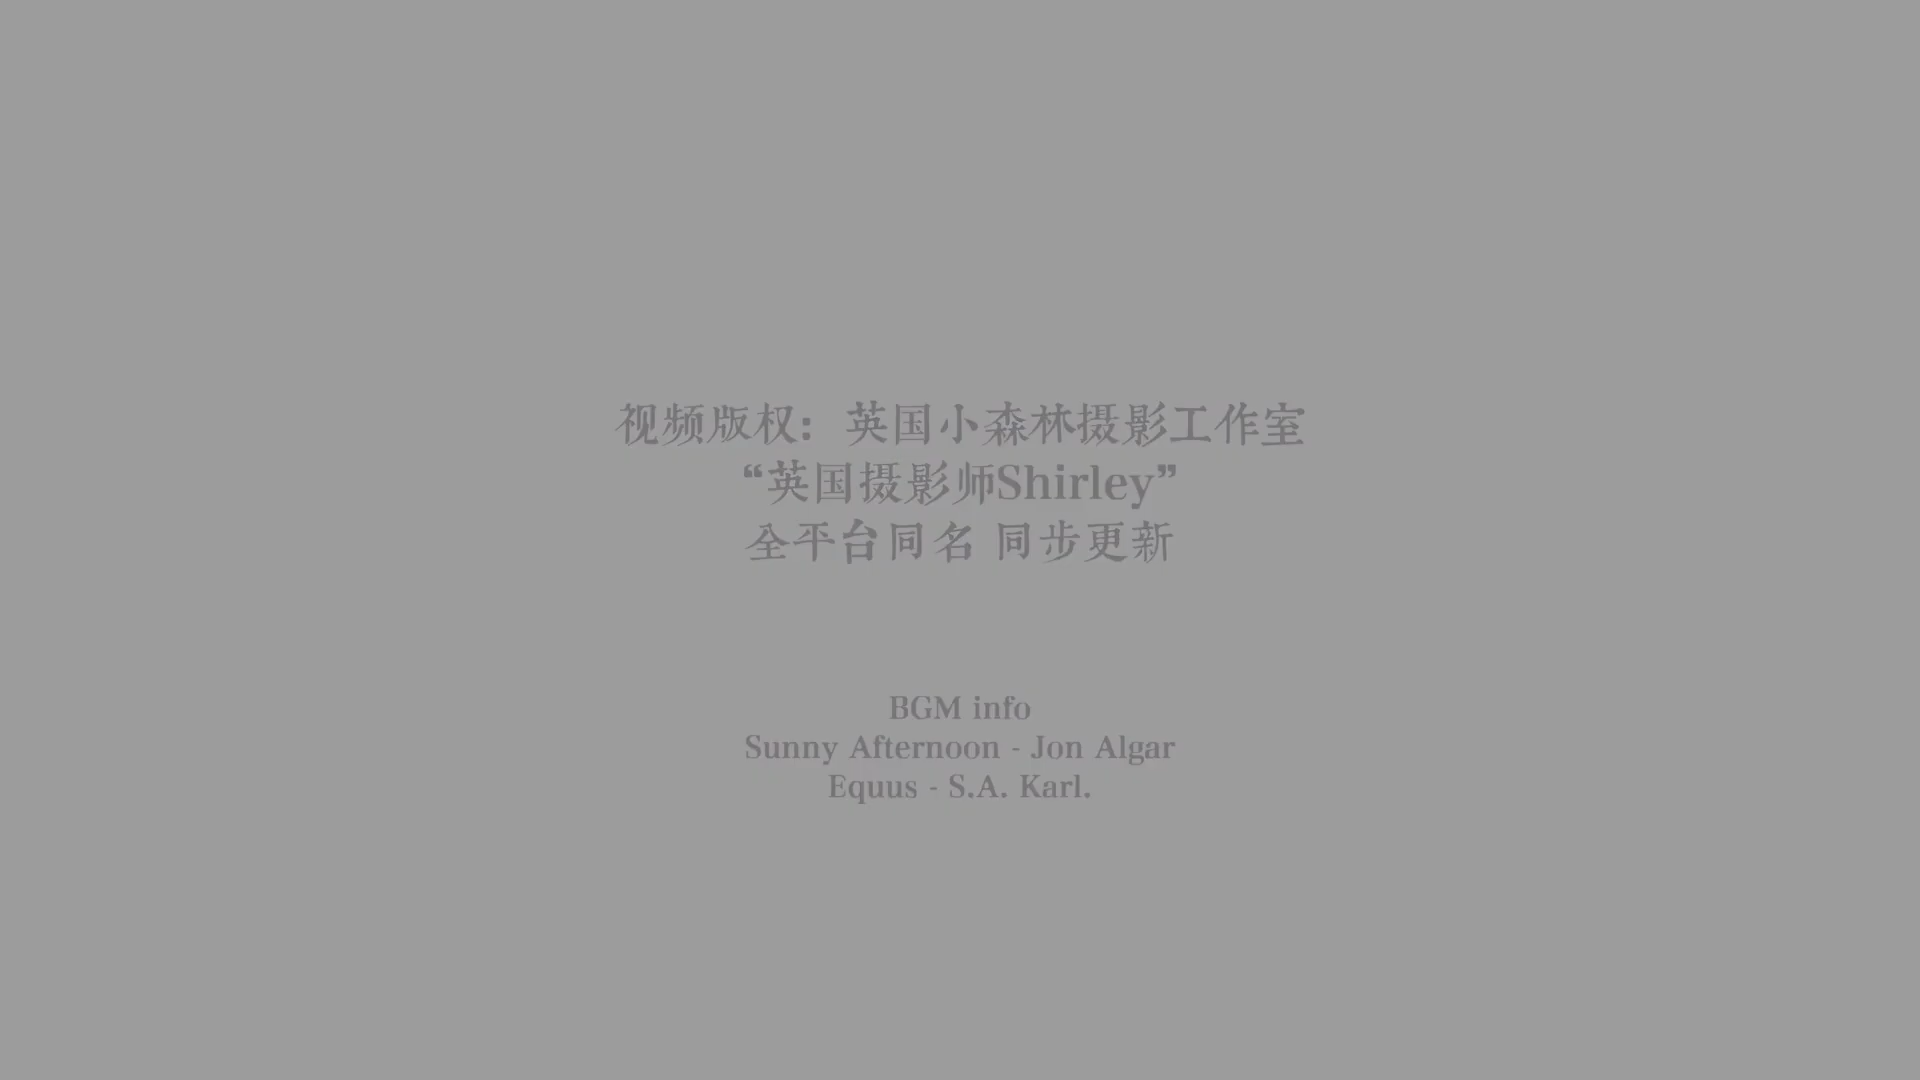 视频版权：英国小森林摄影工作室
“英国摄影师Shirley”
全平台同名 同步更新
BGM info
Sunny Afternoon - Jon Algar
Equus - S.A. Karl.